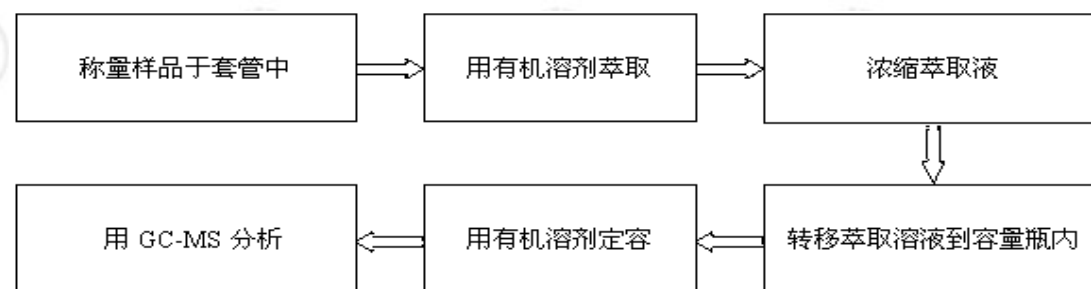 称量样品于套管中
用有机溶剂萃取
浓缩萃取液
转移萃取溶液到容量瓶内
用有机溶剂定容
用 GC-MS 分析